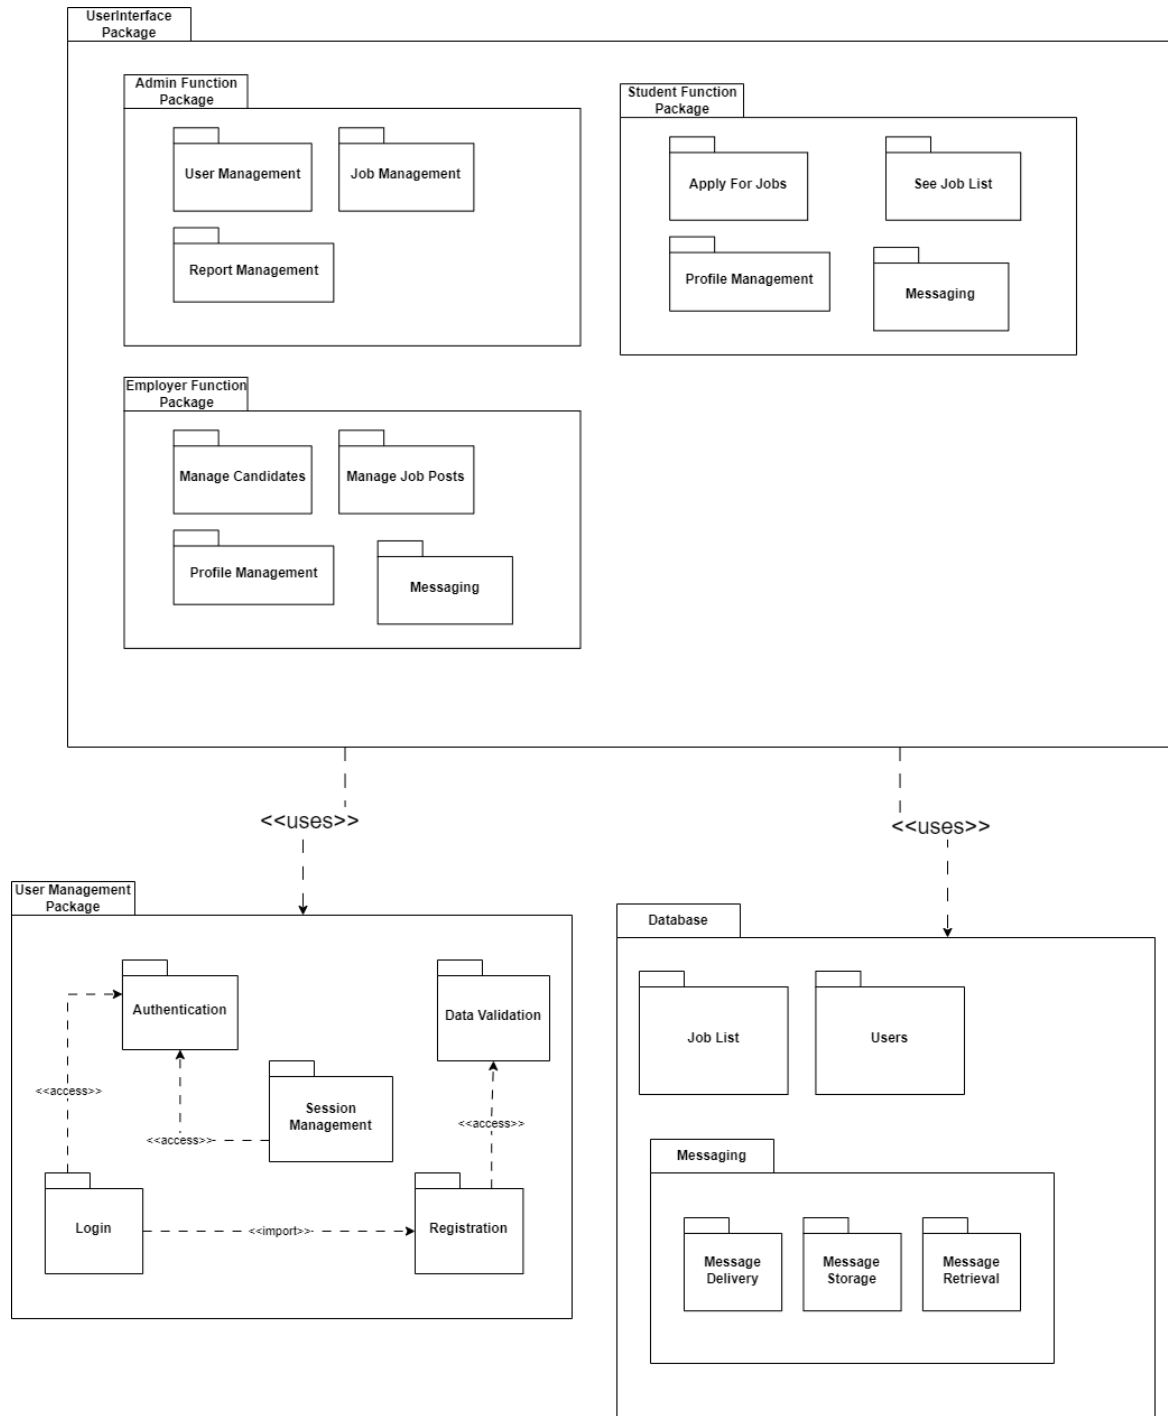 UserInterface
Package
Admin Function
Package
User Management
Job Management
Report Management
Student Function
Package
Apply For Jobs
See Job List
Profile Management
Messaging
Employer Function
Package
Manage Candidates
Manage Job Posts
Profile Management
Messaging
<<uses>>
<<uses>>
User Management
Package
Authentication
Data Validation
<<access>>
Session
Management
<<access>>
<<access>>
Login
<<import>>
Registration
Database
Job List
Users
Messaging
Message
Delivery
Message
Storage
Message
Retrieval